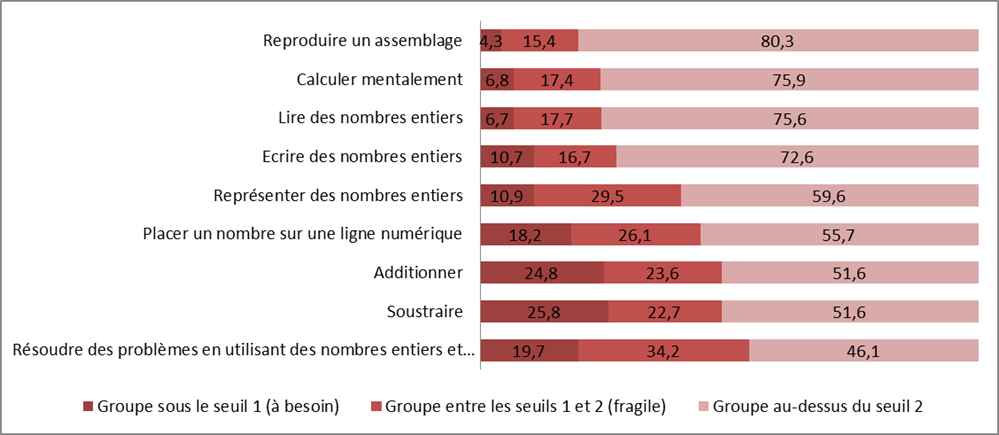 Reproduire un assemblage 4,3 15,4 80,3
Calculer mentalement 6,8 17,4 75,9
Lire des nombres entiers 6,7 17,7 75,6
Ecrire des nombres entiers 10,7 16,7 72,6
Représenter des nombres entiers 10,9 29,5 59,6
Placer un nombre sur une ligne numérique 18,2 26,1 55,7
Additionner 24,8 23,6 51,6
Soustraire 25,8 22,7 51,6
Résoudre des problèmes en utilisant des nombres entiers et... 19,7 34,2 46,1
Groupe sous le seuil 1 (à besoin) Groupe entre les seuils 1 et 2 (fragile) Groupe au-dessus du seuil 2